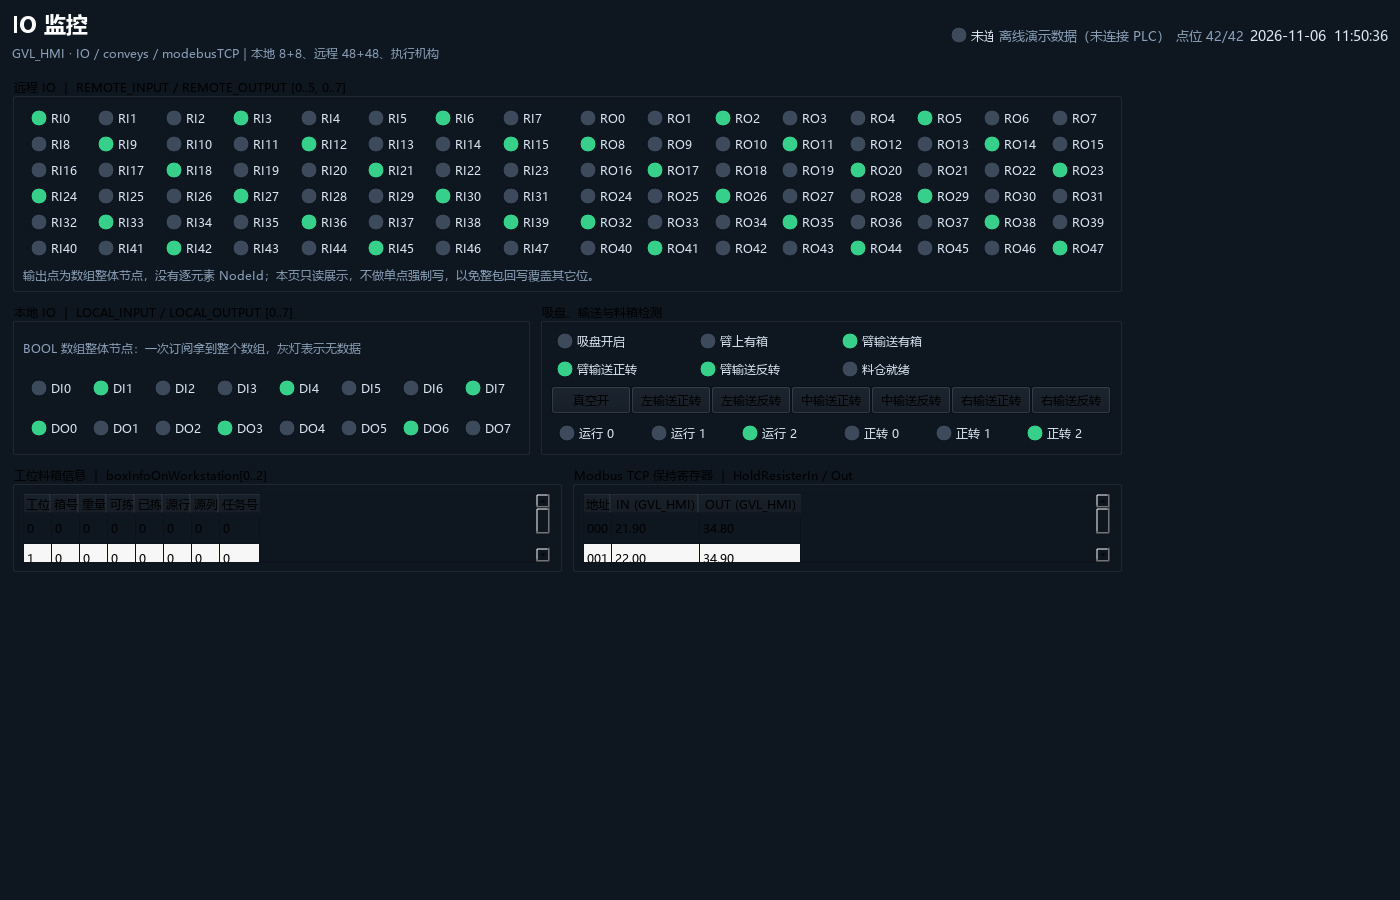 IO 监控
GVL_HMI · IO / conveys / modebusTCP | 本地 8+8、远程 48+48、执行机构
未连 离线演示数据（未连接 PLC） 点位 42/42 2026-11-06 11:50:36
远程 IO | REMOTE_INPUT / REMOTE_OUTPUT [0..5, 0..7]
RI0 RI1 RI2 RI3 RI4 RI5 RI6 RI7 RO0 RO1 RO2 RO3 RO4 RO5 RO6 RO7
RI8 RI9 RI10 RI11 RI12 RI13 RI14 RI15 RO8 RO9 RO10 RO11 RO12 RO13 RO14 RO15
RI16 RI17 RI18 RI19 RI20 RI21 RI22 RI23 RO16 RO17 RO18 RO19 RO20 RO21 RO22 RO23
RI24 RI25 RI26 RI27 RI28 RI29 RI30 RI31 RO24 RO25 RO26 RO27 RO28 RO29 RO30 RO31
RI32 RI33 RI34 RI35 RI36 RI37 RI38 RI39 RO32 RO33 RO34 RO35 RO36 RO37 RO38 RO39
RI40 RI41 RI42 RI43 RI44 RI45 RI46 RI47 RO40 RO41 RO42 RO43 RO44 RO45 RO46 RO47
输出点为数组整体节点，没有逐元素 NodeId；本页只读展示，不做单点强制写，以免整包回写覆盖其它位。
本地 IO | LOCAL_INPUT / LOCAL_OUTPUT [0..7]
BOOL 数组整体节点：一次订阅拿到整个数组，灰灯表示无数据
DI0 DI1 DI2 DI3 DI4 DI5 DI6 DI7
DO0 DO1 DO2 DO3 DO4 DO5 DO6 DO7
吸盘、输送与料箱检测
吸盘开启 臂上有箱 臂输送有箱
臂输送正转 臂输送反转 料仓就绪
真空开 左输送正转 左输送反转 中输送正转 中输送反转 右输送正转 右输送反转
运行 0 运行 1 运行 2 正转 0 正转 1 正转 2
工位料箱信息 | boxInfoOnWorkstation[0..2]
工位 箱号 重量 可拣 已拣 源行 源列 任务号
0 0 0 0 0 0 0 0
1 0 0 0 0 0 0 0
Modbus TCP 保持寄存器 | HoldResisterIn / Out
地址 IN (GVL_HMI) OUT (GVL_HMI)
000 21.90 34.80
001 22.00 34.90